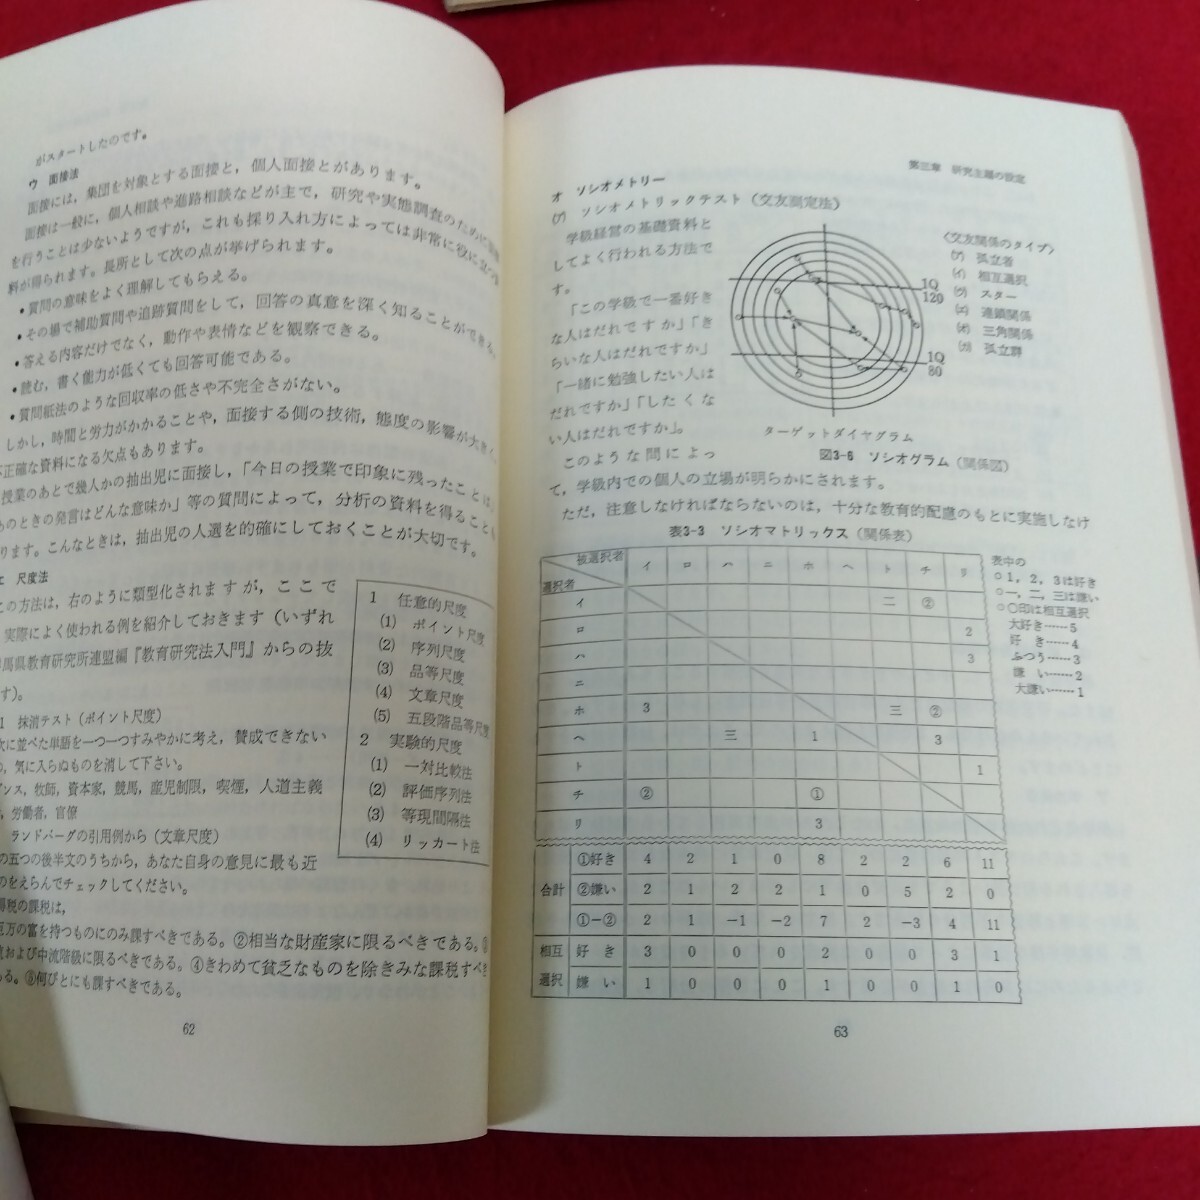 がスタートしたのです。
ウ 面接法
面接には，集団を対象とする面接と，個人面接とがあります。
面接は一般に，個人相談や進路相談などが主で，研究や実態調査のために
を行うことは少ないようですが，これも採り入れ方によっては非常に役に立つ
料が得られます。長所として次の点が挙げられます。
•質問の意味をよく理解してもらえる。
•その場で補助質問や追跡質問をして，回答の真意を深く知ることができる。
•答える内容だけでなく，動作や表情などを観察できる。
•読む，書く能力が低くても回答可能である。
•質問紙法のような回収率の低さや不完全さがない。
しかし，時間と労力がかかることや，面接する側の技術，態度の影響が大きく，
正確な資料になる欠点もあります。
授業のあとで幾人かの抽出児に面接し，「今日の授業で印象に残ったことは」
あのときの発言はどんな意味か」等の質問によって，分析の資料を得ることも
ります。こんなときは，抽出児の人選を的確にしておくことが大切です。
エ 尺度法
この方法は，右のように類型化されますが，ここで
実際によく使われる例を紹介しておきます（いずれ
馬県教育研究所連盟編『教育研究法入門』からの抜
す）。
1 抹消テスト（ポイント尺度）
次に並べた単語を一つ一つすみやかに考え，賛成できない
の，気に入らぬものを消して下さい。
ダンス，牧師，資本家，競馬，産児制限，喫煙，人道主義
，労働者，官僚
ランドバーグの引用例から（文章尺度）
の五つの後半文のうちから，あなた自身の意見に最も近
のをえらんでチェックしてください。
得税の課税は，
巨万の富を持つものにのみ課すべきである。②相当な財産家に限るべきである。③
および中流階級に限るべきである。④きわめて貧乏なものを除きみな課税すべき
ある。⑤何びとにも課すべきである。
1 任意的尺度
(1) ポイント尺度
(2) 序列尺度
(3) 品等尺度
(4) 文章尺度
(5) 五段階品等尺度
2 実験的尺度
(1) 一対比較法
(2) 評価序列法
(3) 等現間隔法
(4) リッカート法
62
第三章 研究主題の設定
オ ソシオメトリー
(ア) ソシオメトリックテスト（交友測定法）
学級経営の基礎資料と
してよく行われる方法で
す。
「この学級で一番好き
な人はだれですか」「き
らいな人はだれですか」
「一緒に勉強したい人は
だれですか」「したくな
い人はだれですか」。
このような問によっ
て，学級内での個人の立場が明らかにされます。
ただ，注意しなければならないのは，十分な教育的配慮のもとに実施しなけ
1Q
120
1Q
80
〈交友関係のタイプ〉
(ア) 孤立者
(イ) 相互選択
(ウ) スター
(エ) 連鎖関係
(オ) 三角関係
(カ) 孤立群
ターゲットダイヤグラム
図3-6 ソシオグラム（関係図）
表3-3 ソシオマトリックス（関係表）
被選択者 イ ロ ハ ニ ホ ヘ ト チ リ
選択者
イ 二 ②
ロ 2
ハ 3
ニ
ホ 3 三 ②
ヘ 三 1 3
ト 1
チ ② ①
リ 3
合計 ①好き 4 2 1 0 8 2 2 6 11
②嫌い 2 1 2 2 1 0 5 2 0
①−② 2 1 −1 −2 7 2 −3 4 11
相互 好き 3 0 0 0 2 0 0 3 1
選択 嫌い 1 0 0 0 1 0 0 1 0
表中の
○1，2，3は好き
○一，二，三は嫌い
○〇印は相互選択
大好き……5
好き……4
ふつう……3
嫌い……2
大嫌い……1
63